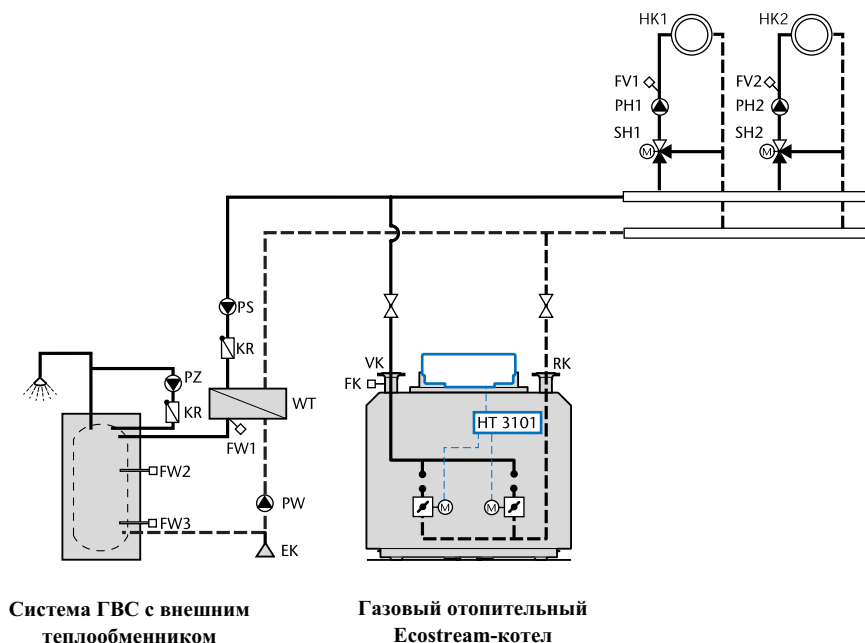 HK1
HK2
FV1
FV2
PH1
PH2
SH1
SH2
M
M
PS
KR
VK
RK
FK
PZ
KR
WT
HT 3101
FW1
FW2
M
M
PW
FW3
EK
Система ГВС с внешним
теплообменником
Газовый отопительный
Ecostream-котел